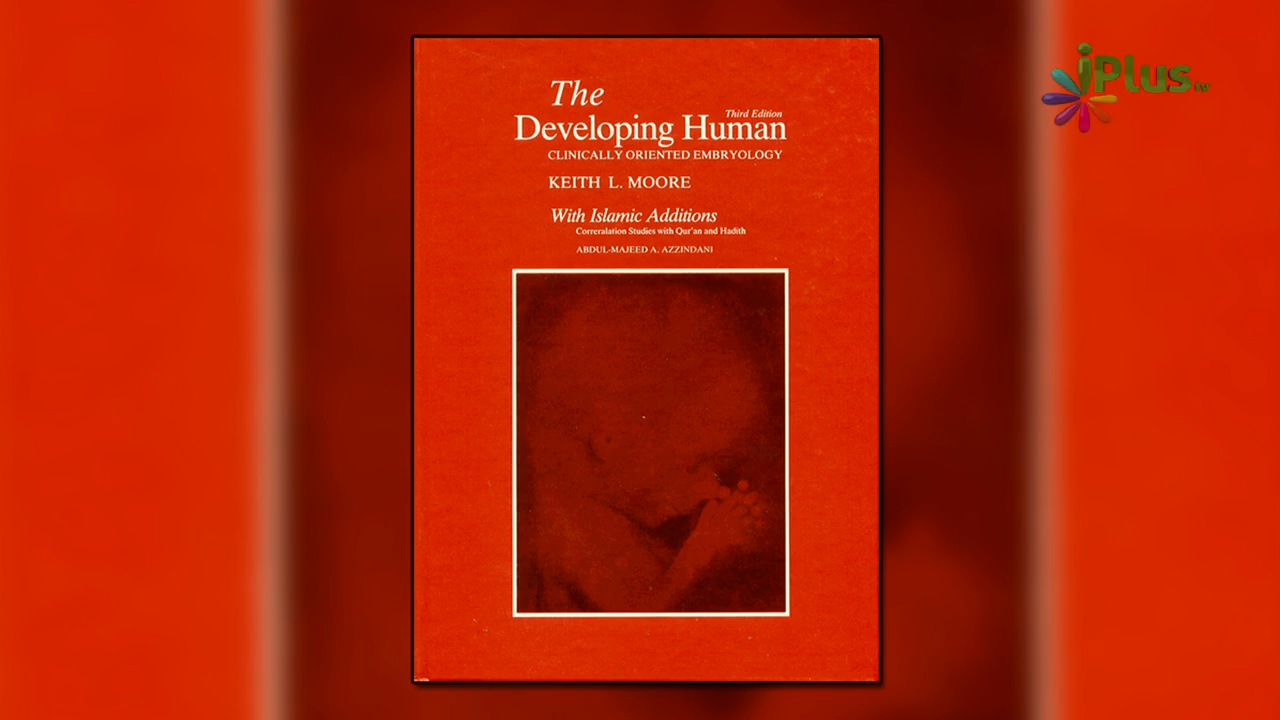 The
Third Edition
Developing Human
CLINICALLY ORIENTED EMBRYOLOGY
KEITH L. MOORE
With Islamic Additions
Correralation Studies with Qur'an and Hadith
ABDUL-MAJEED A. AZZINDANI
iPlus tv